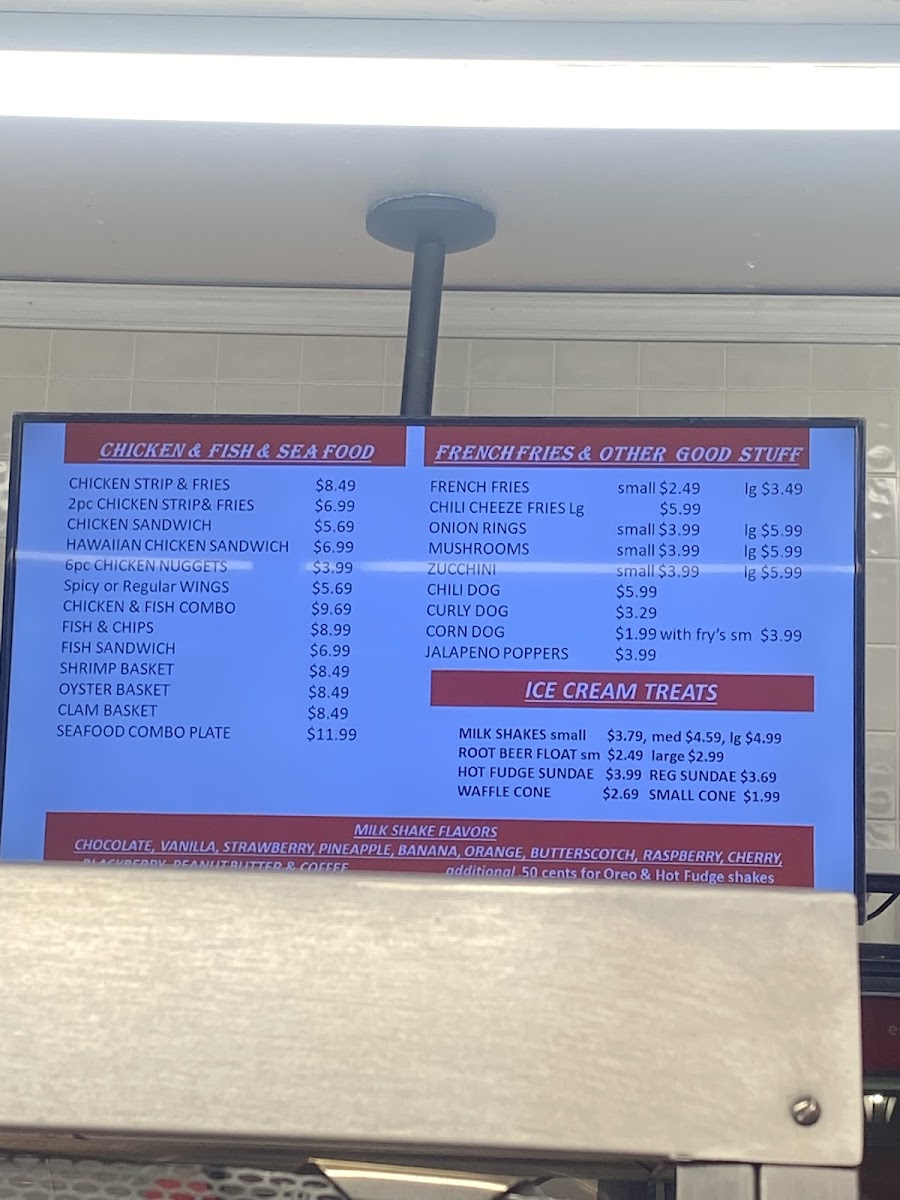 CHICKEN & FISH & SEA FOOD
CHICKEN STRIP & FRIES $8.49
2pc CHICKEN STRIP& FRIES $6.99
CHICKEN SANDWICH $5.69
HAWAIIAN CHICKEN SANDWICH $6.99
6pc CHICKEN NUGGETS $3.99
Spicy or Regular WINGS $5.69
CHICKEN & FISH COMBO $9.69
FISH & CHIPS $8.99
FISH SANDWICH $6.99
SHRIMP BASKET $8.49
OYSTER BASKET $8.49
CLAM BASKET $8.49
SEAFOOD COMBO PLATE $11.99
FRENCH FRIES & OTHER GOOD STUFF
FRENCH FRIES small $2.49 lg $3.49
CHILI CHEEZE FRIES Lg $5.99
ONION RINGS small $3.99 lg $5.99
MUSHROOMS small $3.99 lg $5.99
ZUCCHINI small $3.99 lg $5.99
CHILI DOG $5.99
CURLY DOG $3.29
CORN DOG $1.99 with fry's sm $3.99
JALAPENO POPPERS $3.99
ICE CREAM TREATS
MILK SHAKES small $3.79, med $4.59, lg $4.99
ROOT BEER FLOAT sm $2.49 large $2.99
HOT FUDGE SUNDAE $3.99 REG SUNDAE $3.69
WAFFLE CONE $2.69 SMALL CONE $1.99
MILK SHAKE FLAVORS
CHOCOLATE, VANILLA, STRAWBERRY, PINEAPPLE, BANANA, ORANGE, BUTTERSCOTCH, RASPBERRY, CHERRY,
BLACKBERRY, PEANUT BUTTER & COFFEE additional .50 cents for Oreo & Hot Fudge shakes